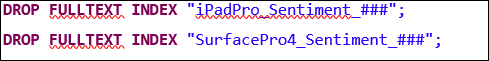 DROP FULLTEXT INDEX "iPadPro_Sentiment_###";
DROP FULLTEXT INDEX "SurfacePro4_Sentiment_###";